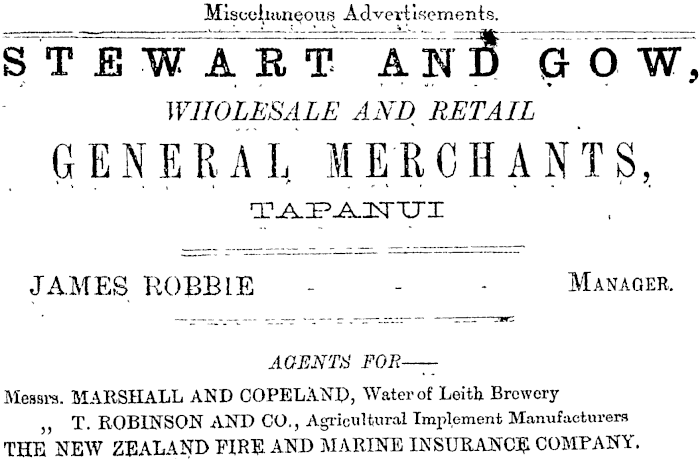 Miscellaneous Advertisements.
STEWART AND GOW,
WHOLESALE AND RETAIL
GENERAL MERCHANTS,
TAPANUI
JAMES ROBBIE - - - MANAGER.
AGENTS FOR—
Messrs. MARSHALL AND COPELAND, Water of Leith Brewery
„ T. ROBINSON AND CO., Agricultural Implement Manufacturers
THE NEW ZEALAND FIRE AND MARINE INSURANCE COMPANY.